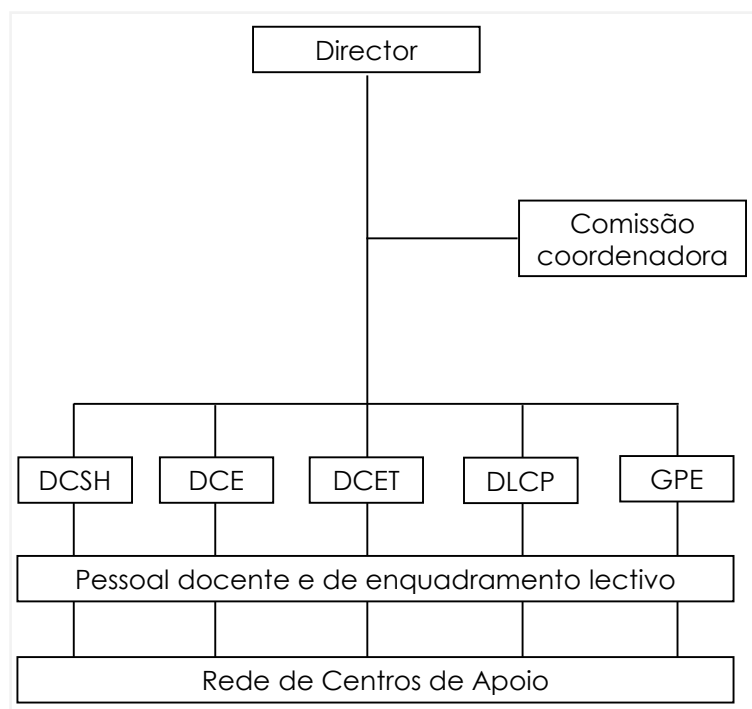 Director
Comissão
coordenadora
DCSH
DCE
DCET
DLCP
GPE
Pessoal docente e de enquadramento lectivo
Rede de Centros de Apoio